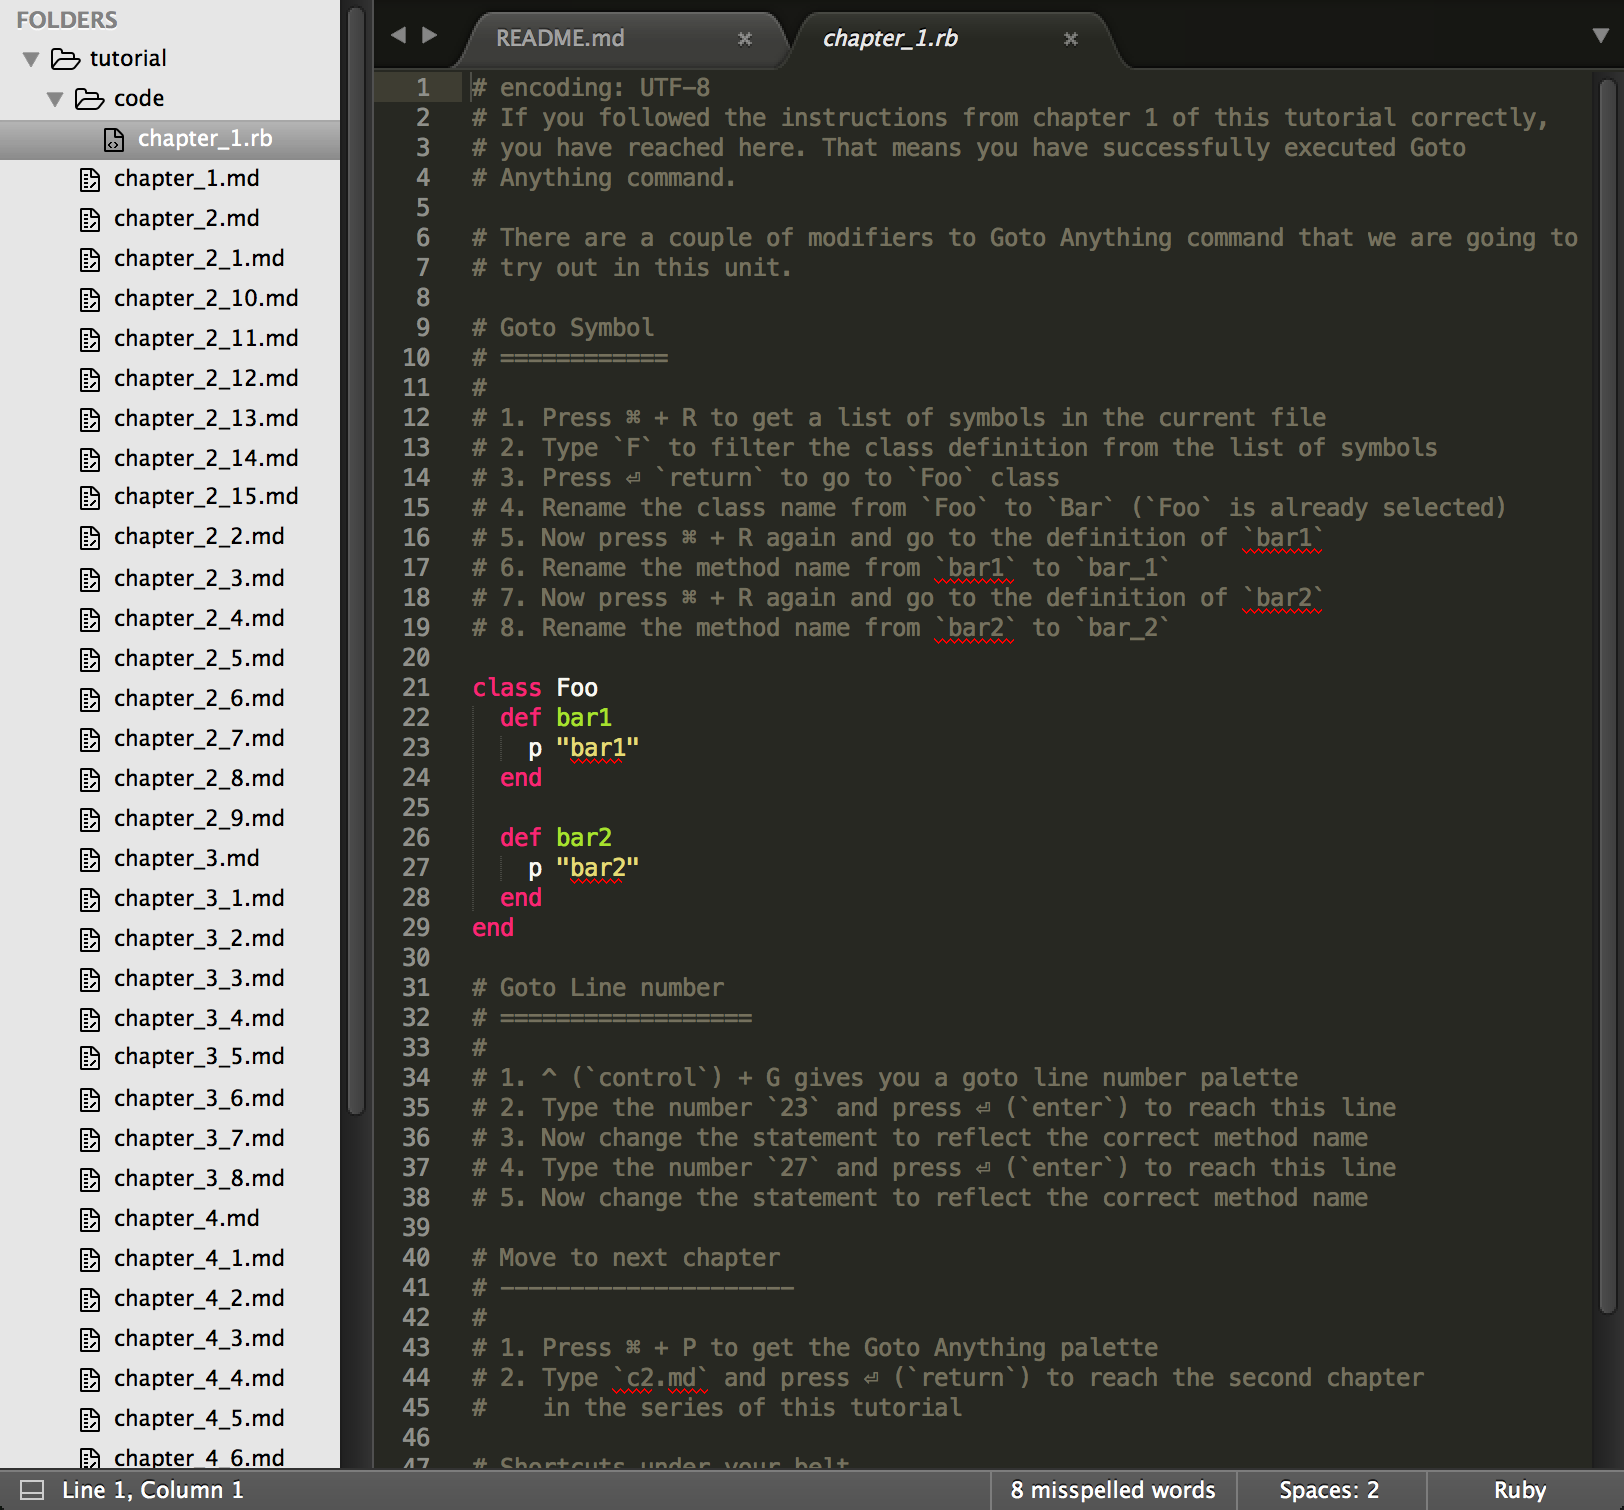 FOLDERS
tutorial
code
chapter_1.rb
chapter_1.md
chapter_2.md
chapter_2_1.md
chapter_2_10.md
chapter_2_11.md
chapter_2_12.md
chapter_2_13.md
chapter_2_14.md
chapter_2_15.md
chapter_2_2.md
chapter_2_3.md
chapter_2_4.md
chapter_2_5.md
chapter_2_6.md
chapter_2_7.md
chapter_2_8.md
chapter_2_9.md
chapter_3.md
chapter_3_1.md
chapter_3_2.md
chapter_3_3.md
chapter_3_4.md
chapter_3_5.md
chapter_3_6.md
chapter_3_7.md
chapter_3_8.md
chapter_4.md
chapter_4_1.md
chapter_4_2.md
chapter_4_3.md
chapter_4_4.md
chapter_4_5.md
chapter_4_6.md
README.md × chapter_1.rb ×
1 # encoding: UTF-8
2 # If you followed the instructions from chapter 1 of this tutorial correctly,
3 # you have reached here. That means you have successfully executed Goto
4 # Anything command.
5
6 # There are a couple of modifiers to Goto Anything command that we are going to
7 # try out in this unit.
8
9 # Goto Symbol
10 # ============
11 #
12 # 1. Press ⌘ + R to get a list of symbols in the current file
13 # 2. Type `F` to filter the class definition from the list of symbols
14 # 3. Press ⏎ `return` to go to `Foo` class
15 # 4. Rename the class name from `Foo` to `Bar` (`Foo` is already selected)
16 # 5. Now press ⌘ + R again and go to the definition of `bar1`
17 # 6. Rename the method name from `bar1` to `bar_1`
18 # 7. Now press ⌘ + R again and go to the definition of `bar2`
19 # 8. Rename the method name from `bar2` to `bar_2`
20
21 class Foo
22   def bar1
23     p "bar1"
24   end
25
26   def bar2
27     p "bar2"
28   end
29 end
30
31 # Goto Line number
32 # ==================
33 #
34 # 1. ^ (`control`) + G gives you a goto line number palette
35 # 2. Type the number `23` and press ⏎ (`enter`) to reach this line
36 # 3. Now change the statement to reflect the correct method name
37 # 4. Type the number `27` and press ⏎ (`enter`) to reach this line
38 # 5. Now change the statement to reflect the correct method name
39
40 # Move to next chapter
41 # ---------------------
42 #
43 # 1. Press ⌘ + P to get the Goto Anything palette
44 # 2. Type `c2.md` and press ⏎ (`return`) to reach the second chapter
45 #    in the series of this tutorial
46
47 # Shortcuts under your belt
Line 1, Column 1
8 misspelled words
Spaces: 2
Ruby